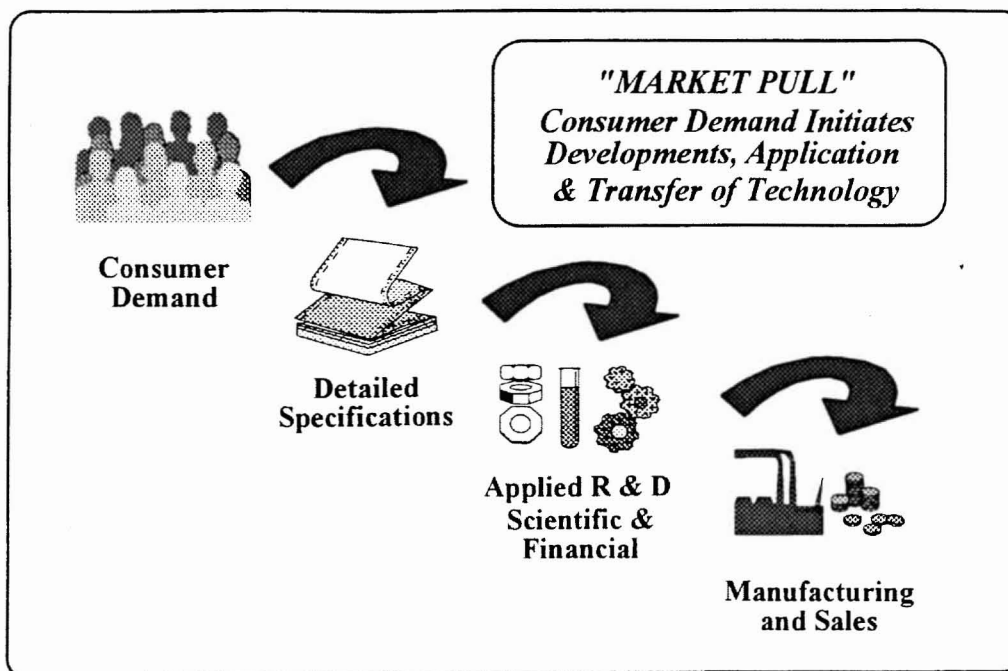 "MARKET PULL"
Consumer Demand Initiates
Developments, Application
& Transfer of Technology
Consumer
Demand
Detailed
Specifications
Applied R & D
Scientific &
Financial
Manufacturing
and Sales